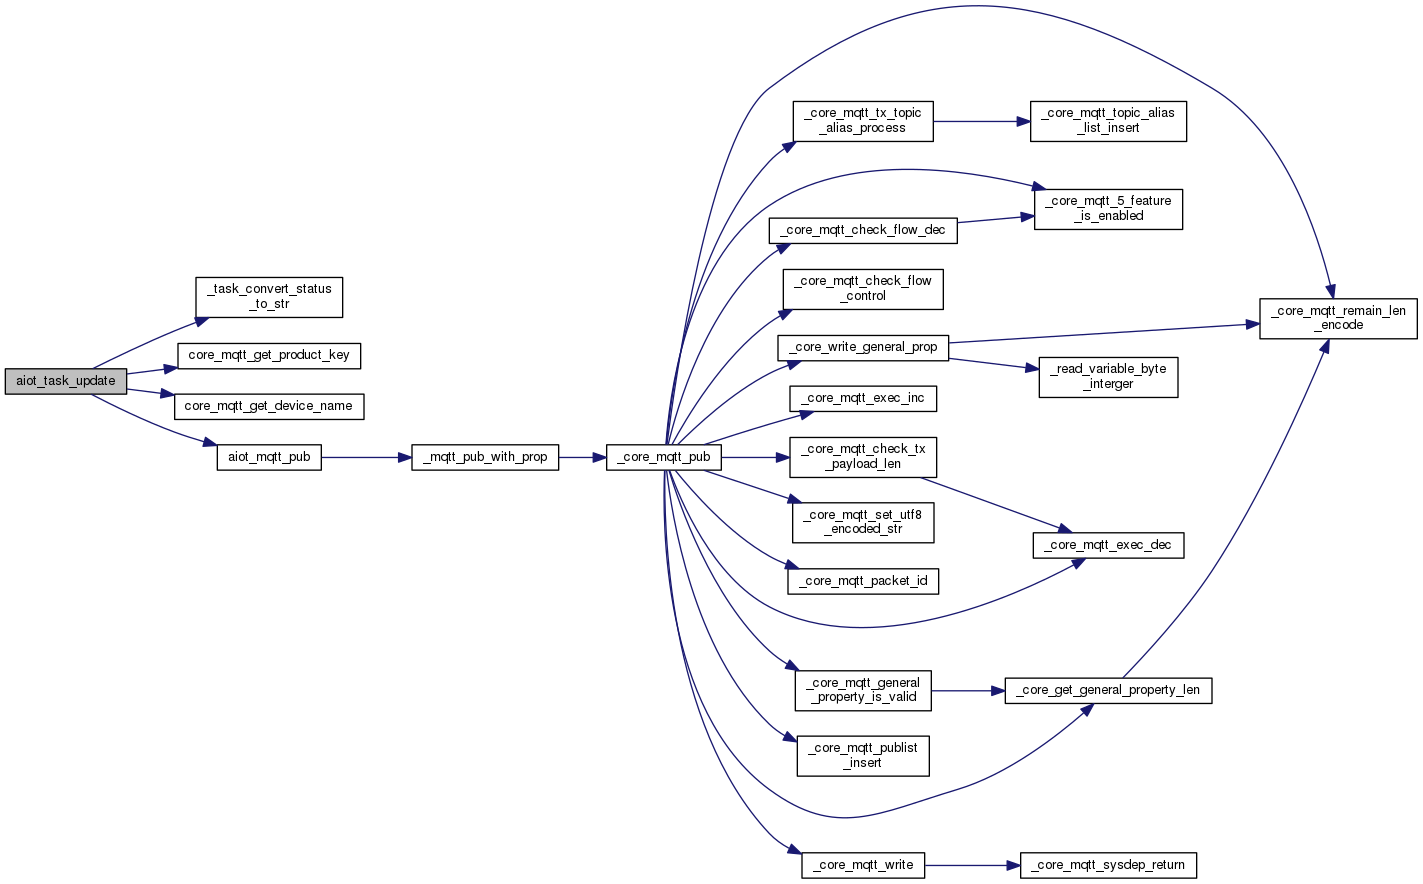 aiot_task_update
_task_convert_status
_to_str
core_mqtt_get_product_key
core_mqtt_get_device_name
aiot_mqtt_pub
_mqtt_pub_with_prop
_core_mqtt_pub
_core_mqtt_tx_topic
_alias_process
_core_mqtt_check_flow_dec
_core_mqtt_check_flow
_control
_core_write_general_prop
_core_mqtt_exec_inc
_core_mqtt_check_tx
_payload_len
_core_mqtt_set_utf8
_encoded_str
_core_mqtt_packet_id
_core_mqtt_general
_property_is_valid
_core_mqtt_publist
_insert
_core_mqtt_write
_core_mqtt_topic_alias
_list_insert
_core_mqtt_5_feature
_is_enabled
_read_variable_byte
_interger
_core_mqtt_exec_dec
_core_get_general_property_len
_core_mqtt_sysdep_return
_core_mqtt_remain_len
_encode